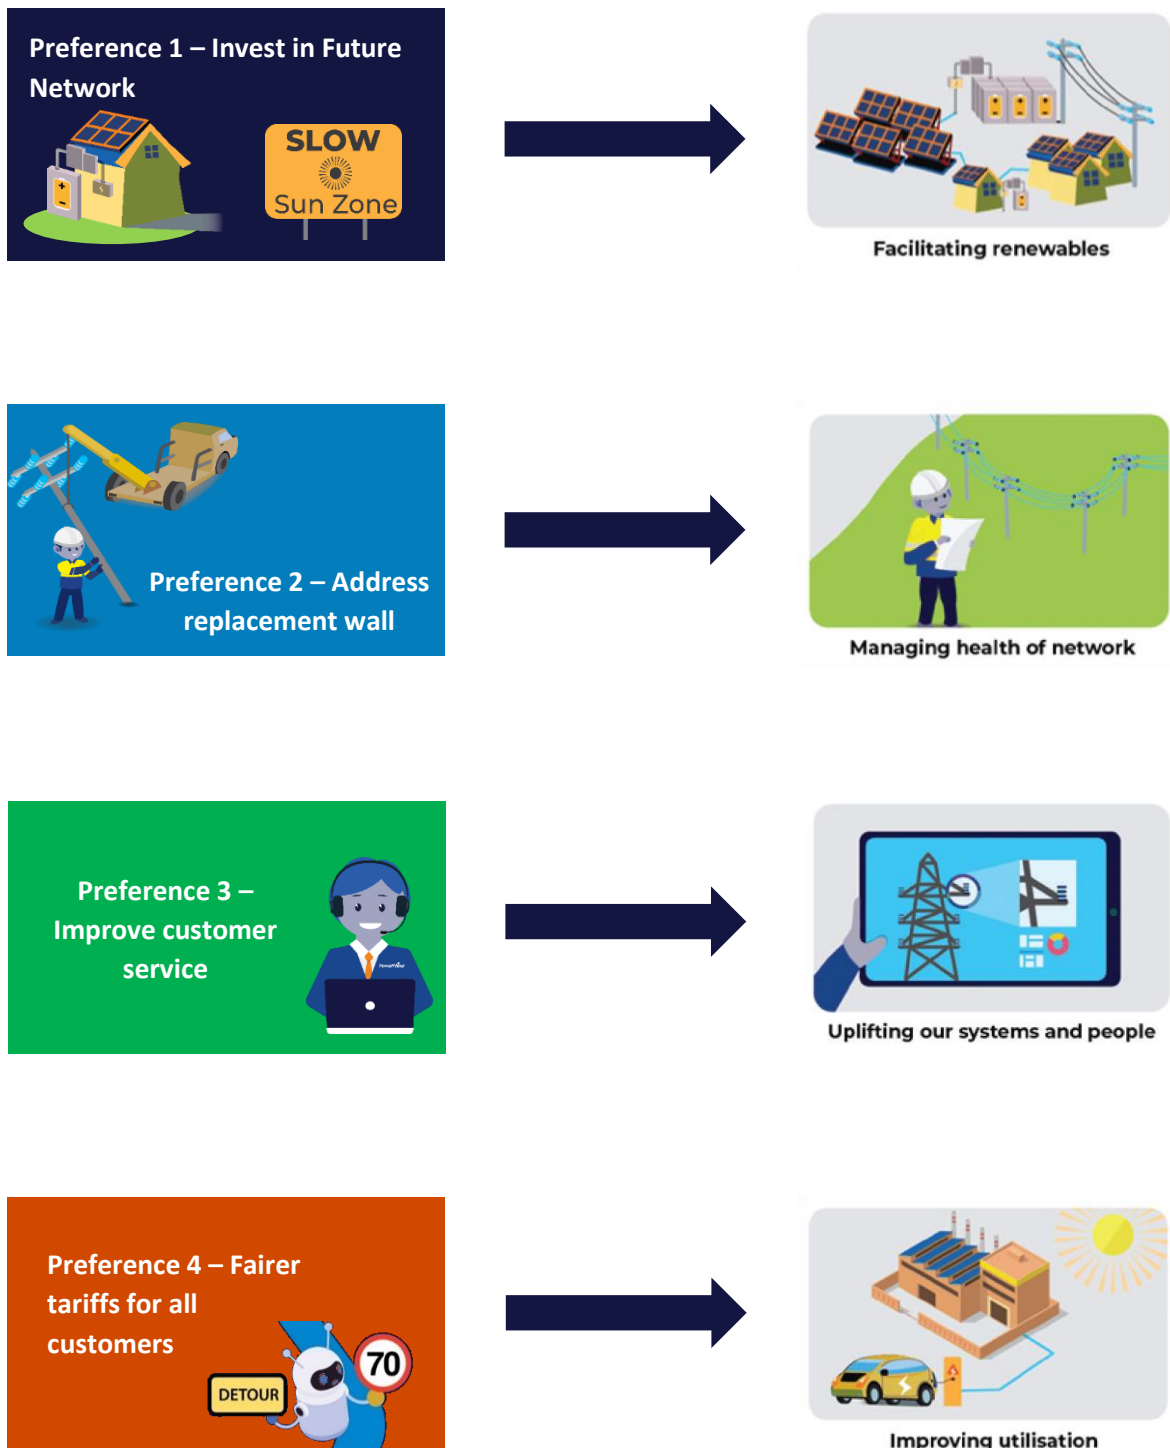 Preference 1 – Invest in Future
Network
SLOW
Sun Zone
Facilitating renewables
Preference 2 – Address
replacement wall
Managing health of network
Preference 3 –
Improve customer
service
Uplifting our systems and people
Preference 4 – Fairer
tariffs for all
customers
DETOUR
70
Improving utilisation